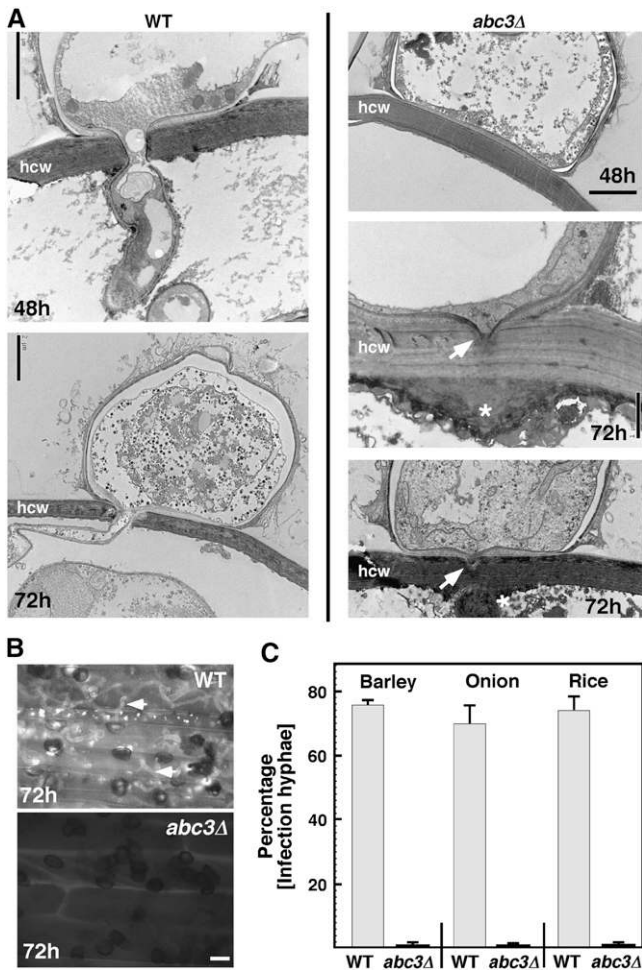 A
WT
abc3Δ
hcw
48h
hcw
48h
hcw
72h
hcw
72h
hcw
72h
B
WT
72h
abc3Δ
72h
C
Barley Onion Rice
Percentage
[Infection hyphae]
80
60
40
20
WT abc3Δ WT abc3Δ WT abc3Δ